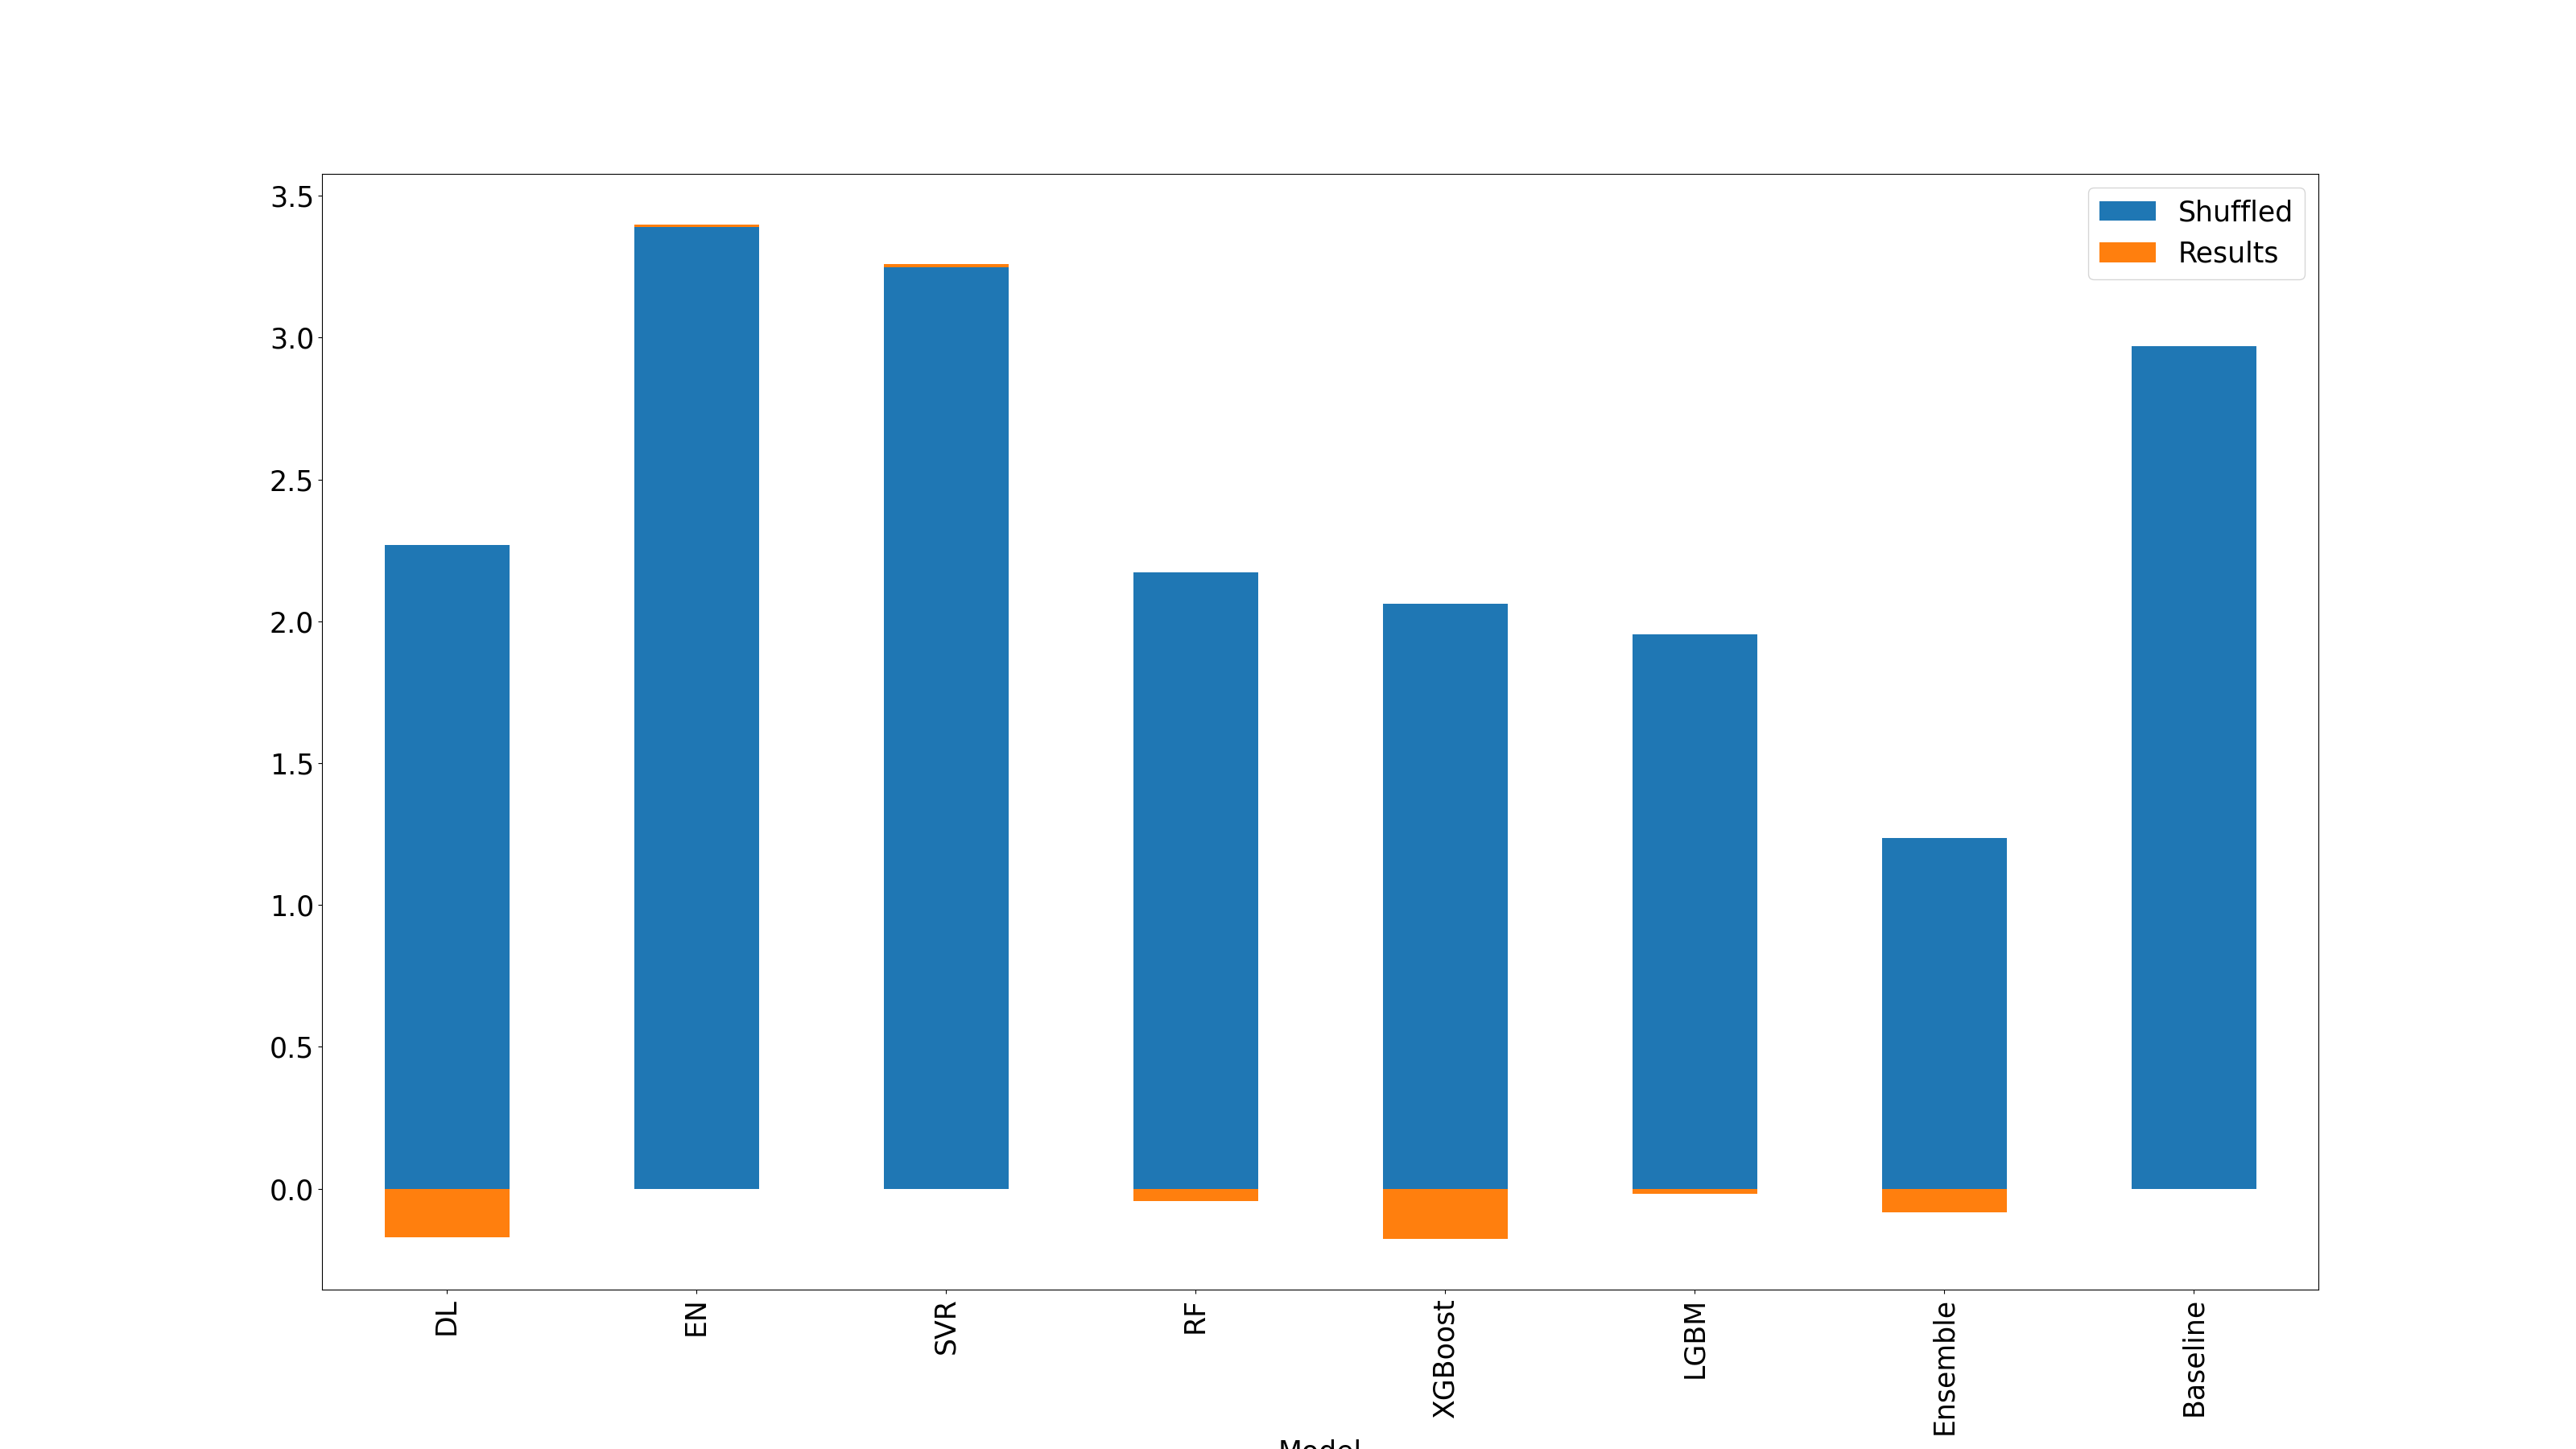 3.5
3.0
2.5
2.0
1.5
1.0
0.5
0.0
Shuffled
Results
DL
EN
SVR
RF
XGBoost
LGBM
Ensemble
Baseline
Model